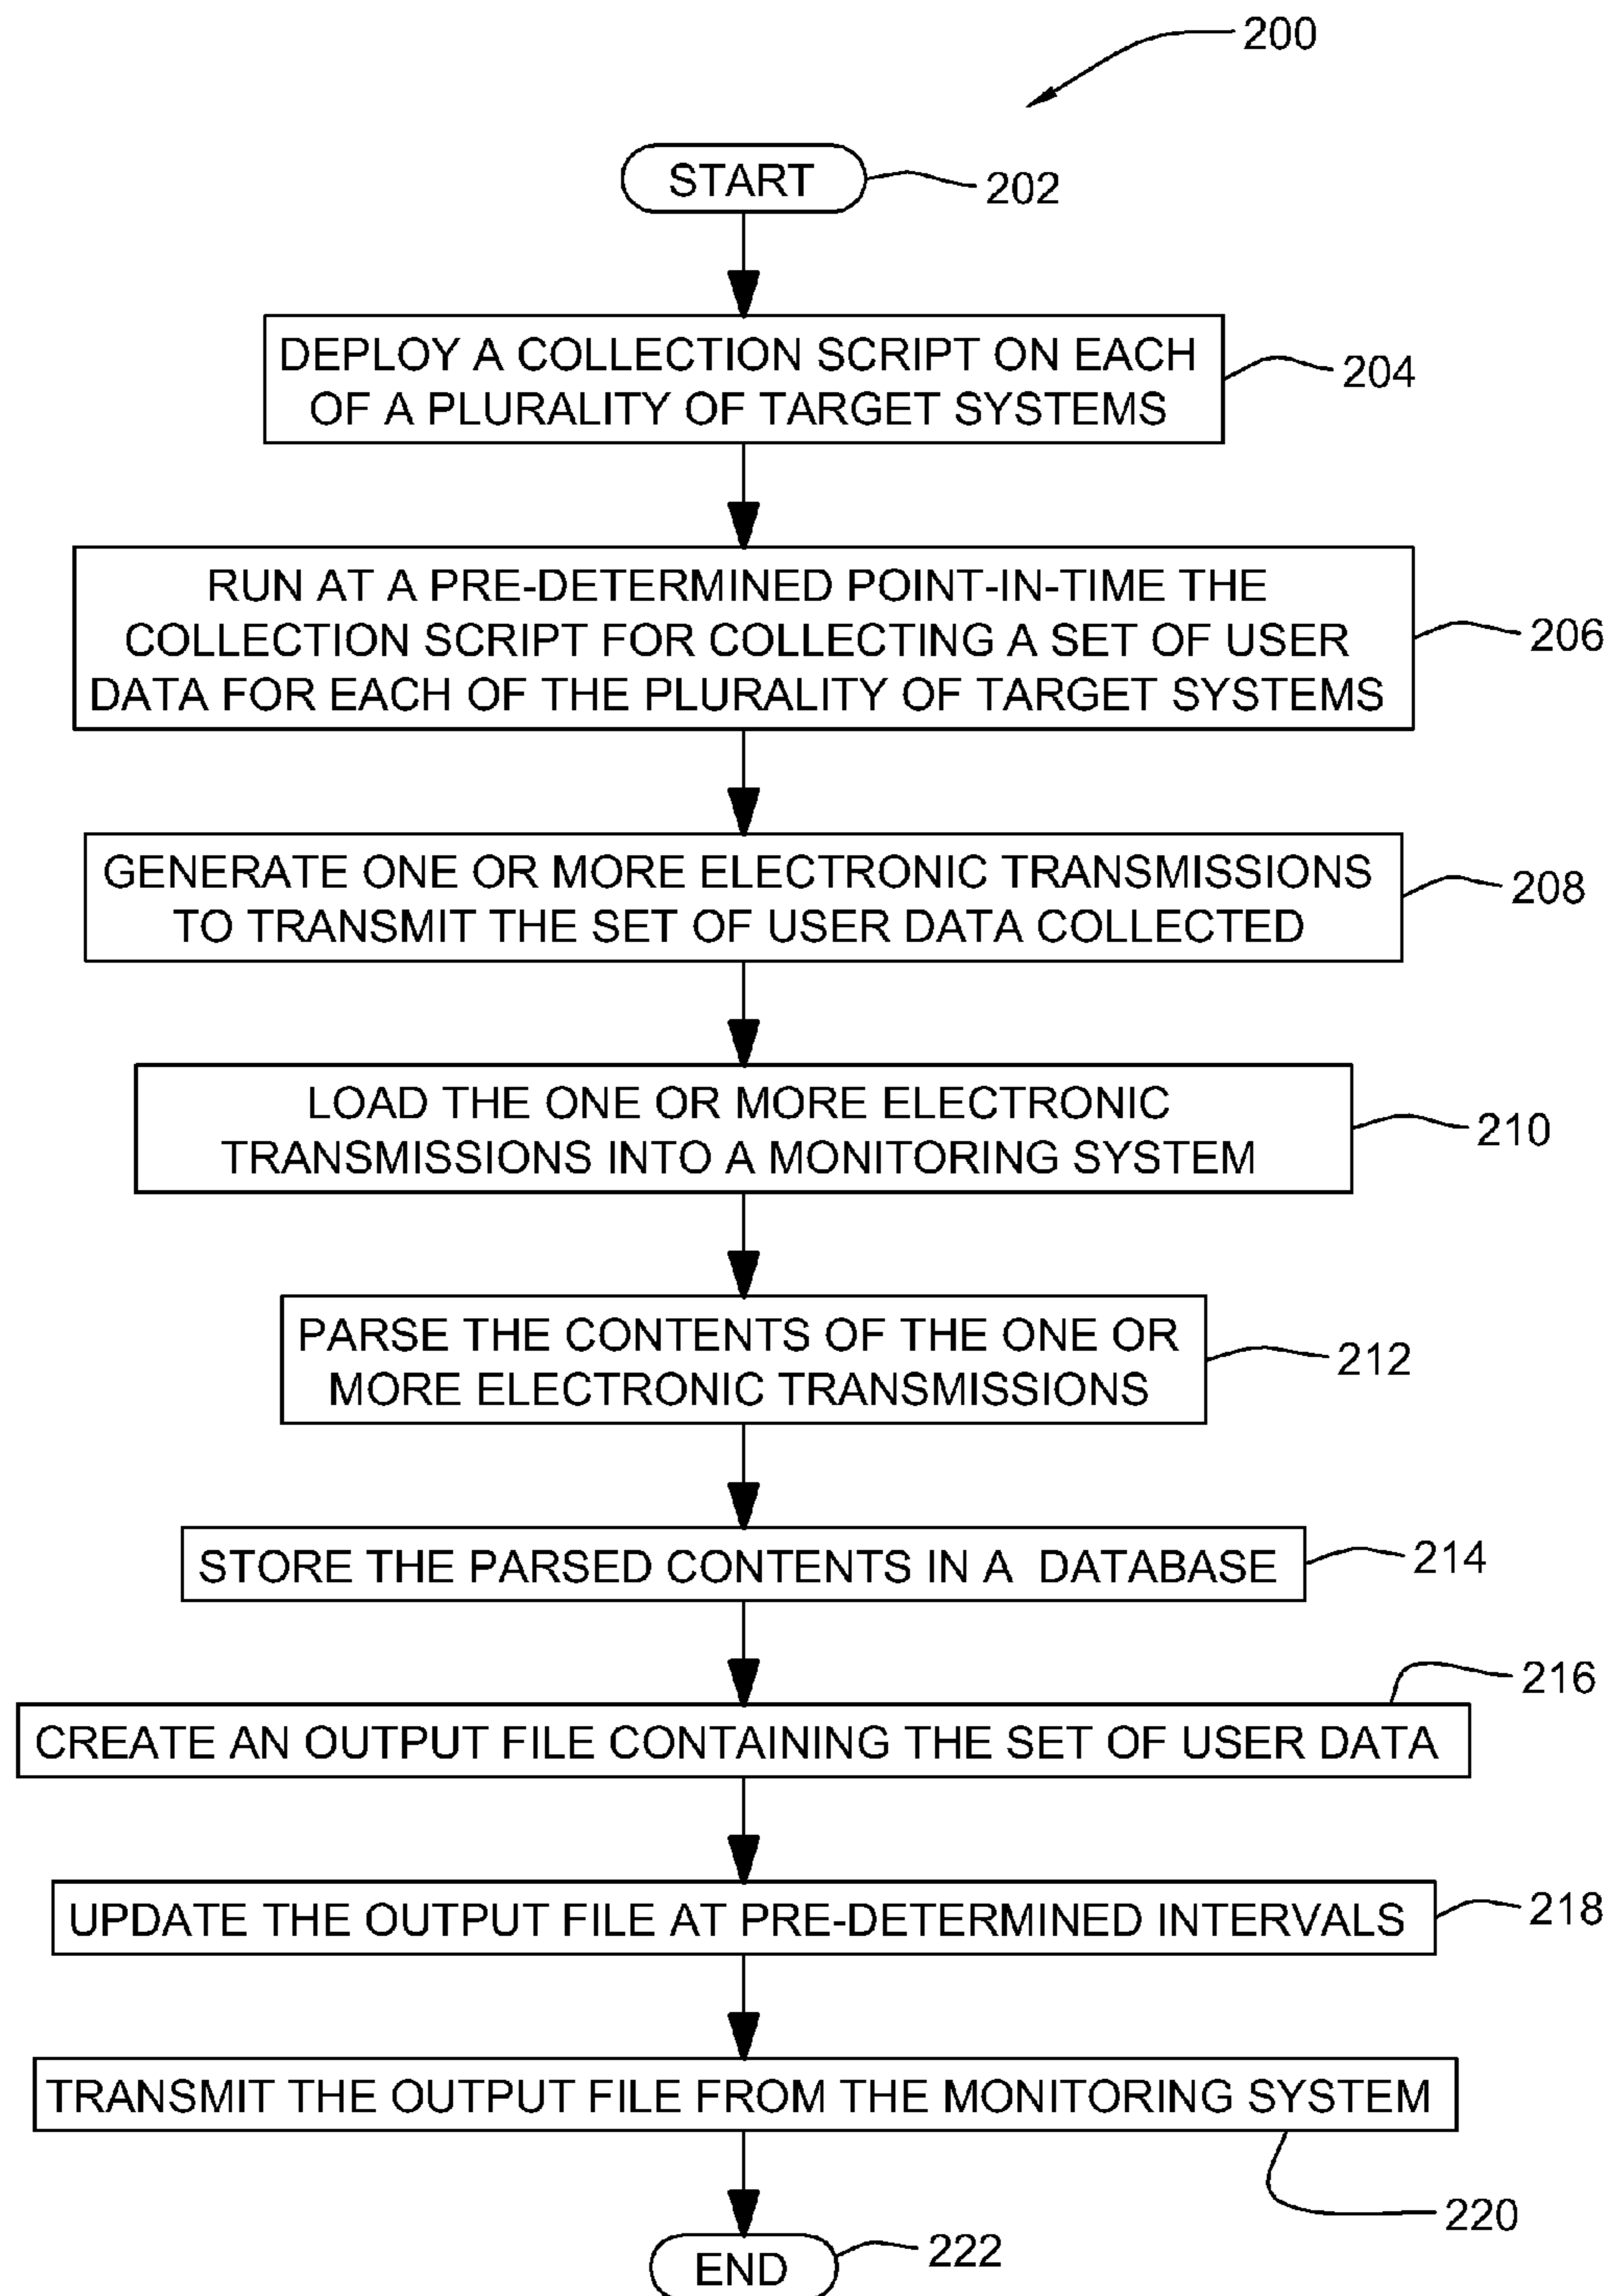 200
START
202
DEPLOY A COLLECTION SCRIPT ON EACH
OF A PLURALITY OF TARGET SYSTEMS
204
RUN AT A PRE-DETERMINED POINT-IN-TIME THE
COLLECTION SCRIPT FOR COLLECTING A SET OF USER
DATA FOR EACH OF THE PLURALITY OF TARGET SYSTEMS
206
GENERATE ONE OR MORE ELECTRONIC TRANSMISSIONS
TO TRANSMIT THE SET OF USER DATA COLLECTED
208
LOAD THE ONE OR MORE ELECTRONIC
TRANSMISSIONS INTO A MONITORING SYSTEM
210
PARSE THE CONTENTS OF THE ONE OR
MORE ELECTRONIC TRANSMISSIONS
212
STORE THE PARSED CONTENTS IN A DATABASE
214
216
CREATE AN OUTPUT FILE CONTAINING THE SET OF USER DATA
UPDATE THE OUTPUT FILE AT PRE-DETERMINED INTERVALS
218
TRANSMIT THE OUTPUT FILE FROM THE MONITORING SYSTEM
220
END
222